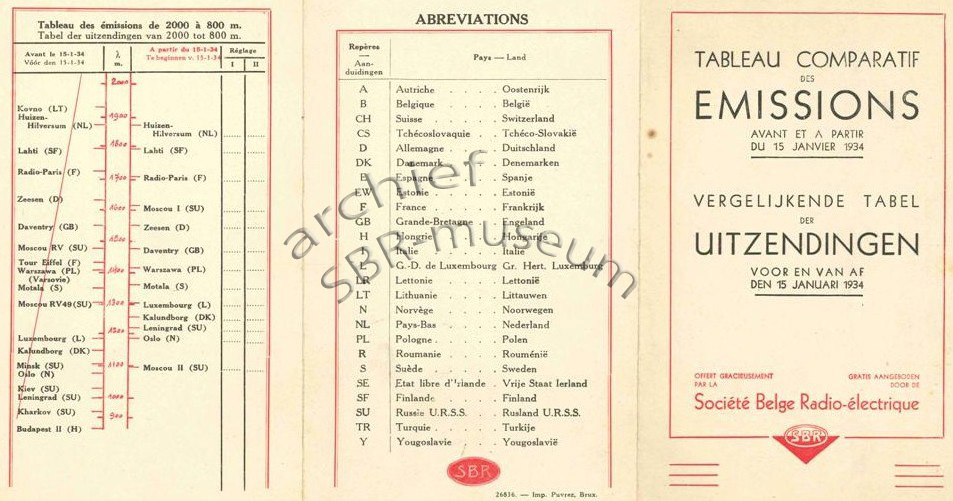 Tableau des émissions de 2000 à 800 m.
Tabel der uitzendingen van 2000 tot 800 m.
Avant le 15-1-34
Vóór den 15-1-34
λ
m.
A partir du 15-1-34
Te beginnen v. 15-1-34
Réglage
I II
2000
Kovno (LT)
Huizen-
Hilversum (NL)
1900
Huizen-
Hilversum (NL)
Lahti (SF)
1800
Lahti (SF)
Radio-Paris (F)
1700
Radio-Paris (F)
Zeesen (D)
1600
Moscou I (SU)
Daventry (GB)
Zeesen (D)
Moscou RV (SU)
1500
Daventry (GB)
Tour Eiffel (F)
Warszawa (PL)
(Varsovie)
1400
Warszawa (PL)
Motala (S)
Motala (S)
Moscou RV49 (SU)
1300
Luxembourg (L)
Kalundborg (DK)
1200
Leningrad (SU)
Luxembourg (L)
Oslo (N)
Kalundborg (DK)
Minsk (SU)
1100
Moscou II (SU)
Oslo (N)
Kiev (SU)
Leningrad (SU)
1000
Kharkov (SU)
900
Budapest II (H)
ABREVIATIONS
Repères
—
Aan-
duidingen
Pays — Land
A Autriche . . . . Oostenrijk
B Belgique . . . . België
CH Suisse . . . . Switzerland
CS Tchécoslovaquie . . Tchéco-Slovakië
D Allemagne . . . Duitschland
DK Danemark . . . Denemarken
E Espagne . . . . Spanje
EW Estonie . . . . Estonië
F France . . . . Frankrijk
GB Grande-Bretagne . . Engeland
H Hongrie . . . . Hongarije
I Italie . . . . Italie
L G.-D. de Luxembourg Gr. Hert. Luxemburg
LR Lettonie . . . . Lettonië
LT Lithuanie . . . . Littauwen
N Norvège . . . . Noorwegen
NL Pays-Bas . . . . Nederland
PL Pologne . . . . Polen
R Roumanie . . . . Rouménië
S Suède . . . . Sweden
SE Etat libre d'Irlande . Vrije Staat Ierland
SF Finlande . . . . Finland
SU Russie U.R.S.S. . . Rusland U.R.S.S.
TR Turquie . . . . Turkije
Y Yougoslavie . . . Yougoslavië
SBR
26836. — Imp. Puvrez, Brux.
archief
SBR-museum
TABLEAU COMPARATIF
DES
EMISSIONS
AVANT ET A PARTIR
DU 15 JANVIER 1934
VERGELIJKENDE TABEL
DER
UITZENDINGEN
VOOR EN VAN AF
DEN 15 JANUARI 1934
OFFERT GRACIEUSEMENT
PAR LA
GRATIS AANGEBODEN
DOOR DE
Société Belge Radio-électrique
SBR